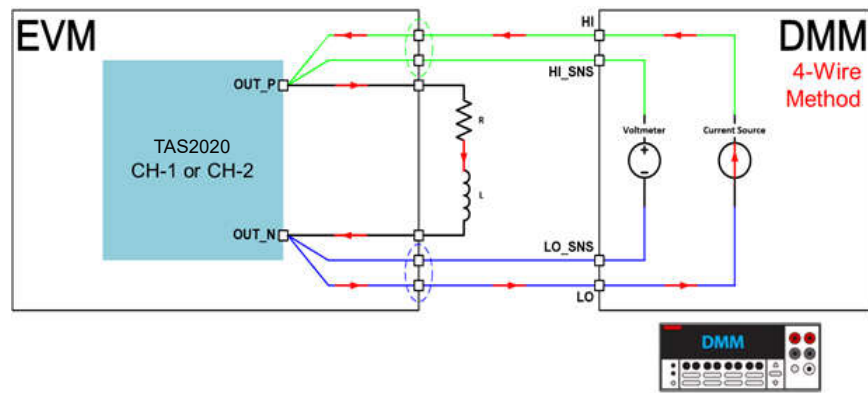 EVM
HI
DMM
HI_SNS
4-Wire
Method
OUT_P
TAS2020
CH-1 or CH-2
R
Voltmeter
Current Source
L
OUT_N
LO_SNS
LO
DMM